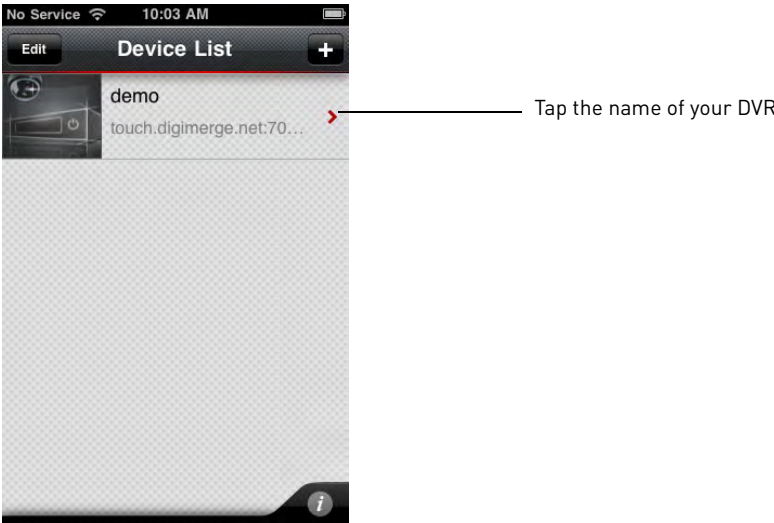 No Service 10:03 AM
Edit Device List +
demo
touch.digimerge.net:70...
Tap the name of your DVR
i